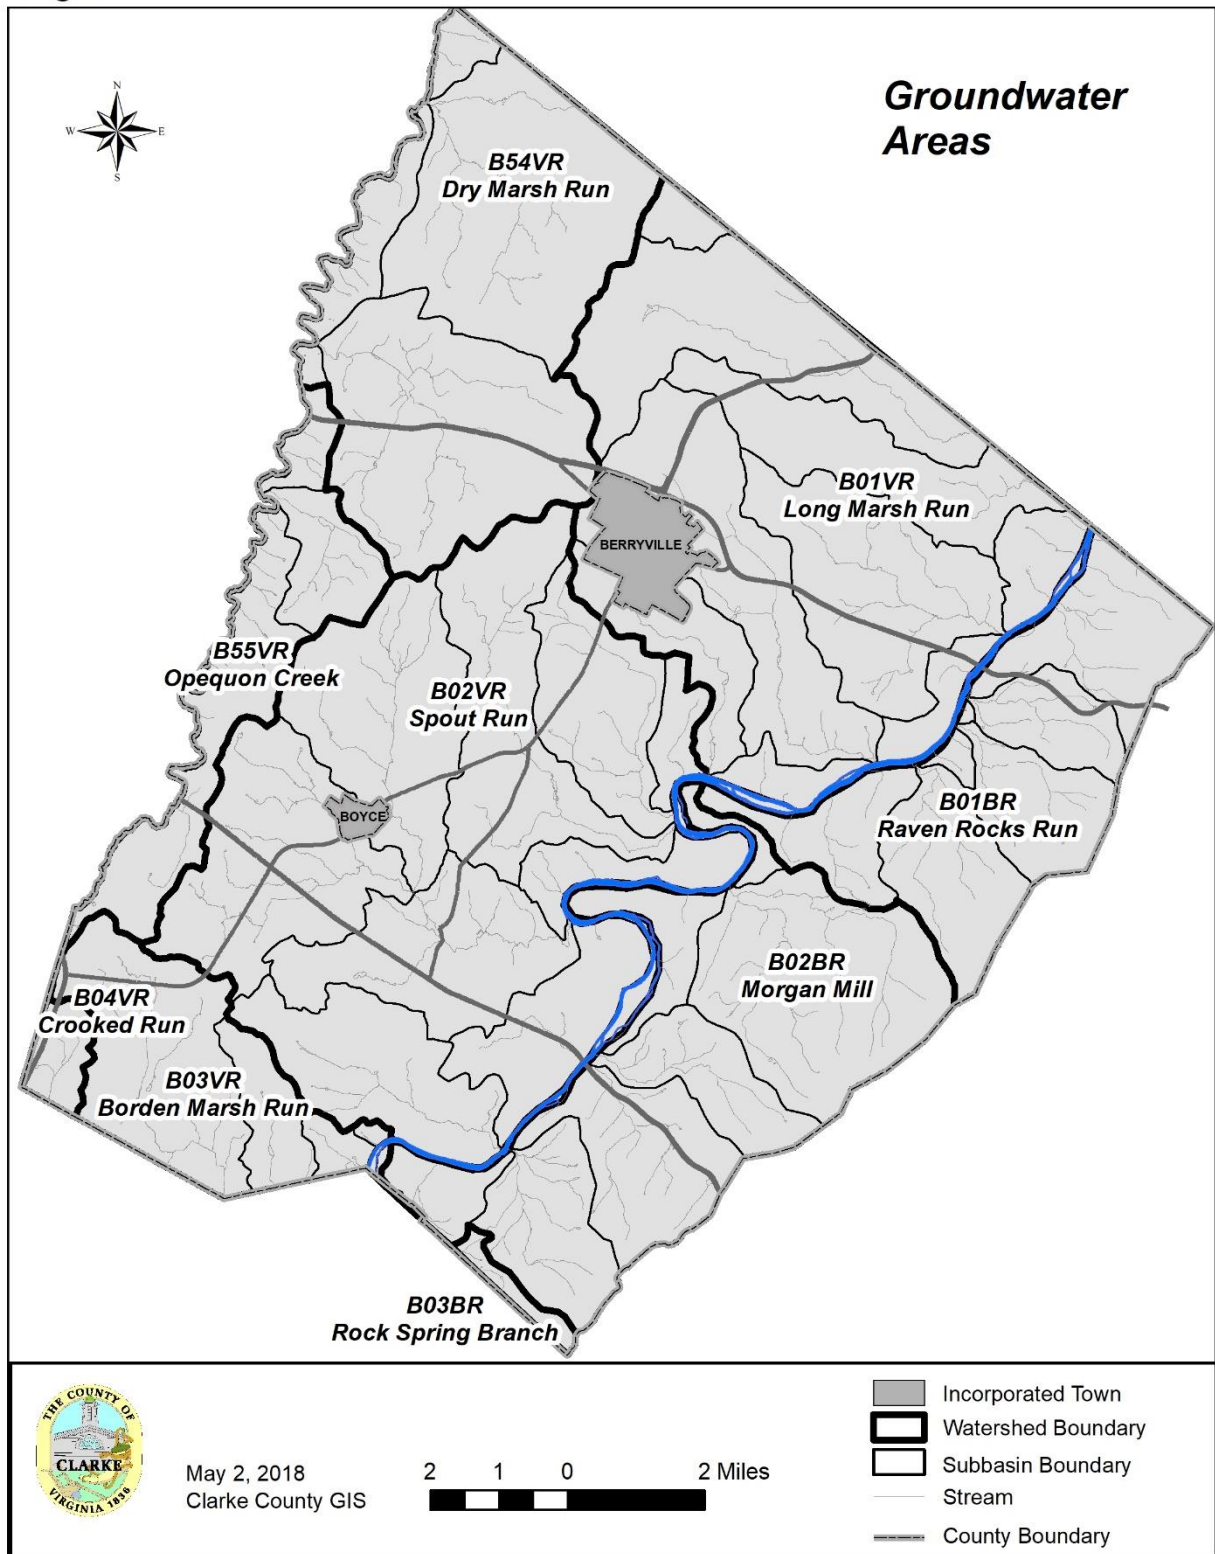 Groundwater
Areas
N
W
E
S
B54VR
Dry Marsh Run
B01VR
Long Marsh Run
BERRYVILLE
B55VR
Opequon Creek
B02VR
Spout Run
BOYCE
B01BR
Raven Rocks Run
B02BR
Morgan Mill
B04VR
Crooked Run
B03VR
Borden Marsh Run
B03BR
Rock Spring Branch
THE COUNTY OF
CLARKE
VIRGINIA 1836
May 2, 2018
Clarke County GIS
2 1 0 2 Miles
Incorporated Town
Watershed Boundary
Subbasin Boundary
Stream
County Boundary